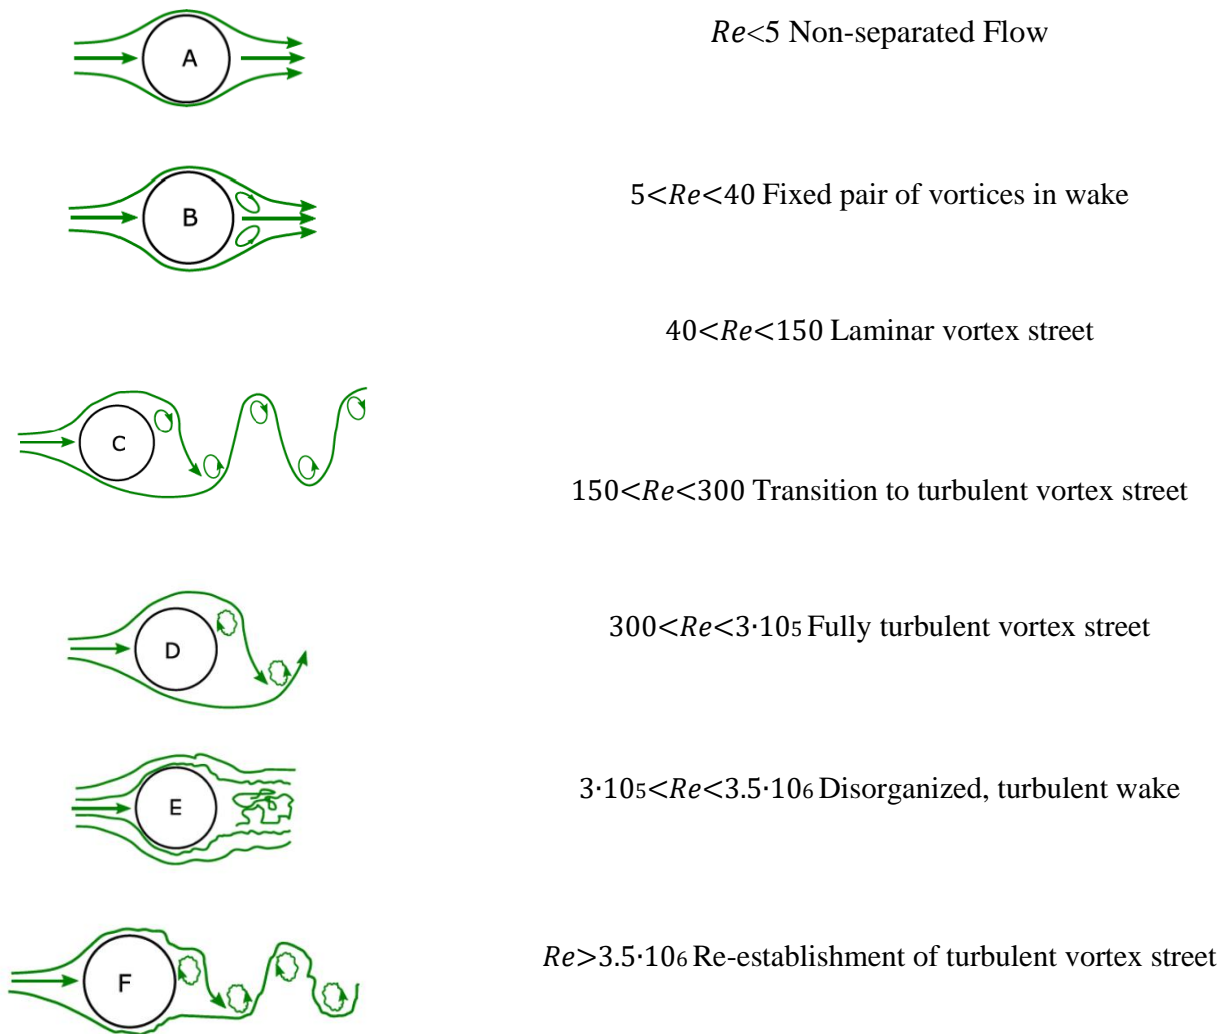 A
Re<5 Non-separated Flow
B
5<Re<40 Fixed pair of vortices in wake
40<Re<150 Laminar vortex street
C
150<Re<300 Transition to turbulent vortex street
D
300<Re<3·105 Fully turbulent vortex street
E
3·105<Re<3.5·106 Disorganized, turbulent wake
F
Re>3.5·106 Re-establishment of turbulent vortex street